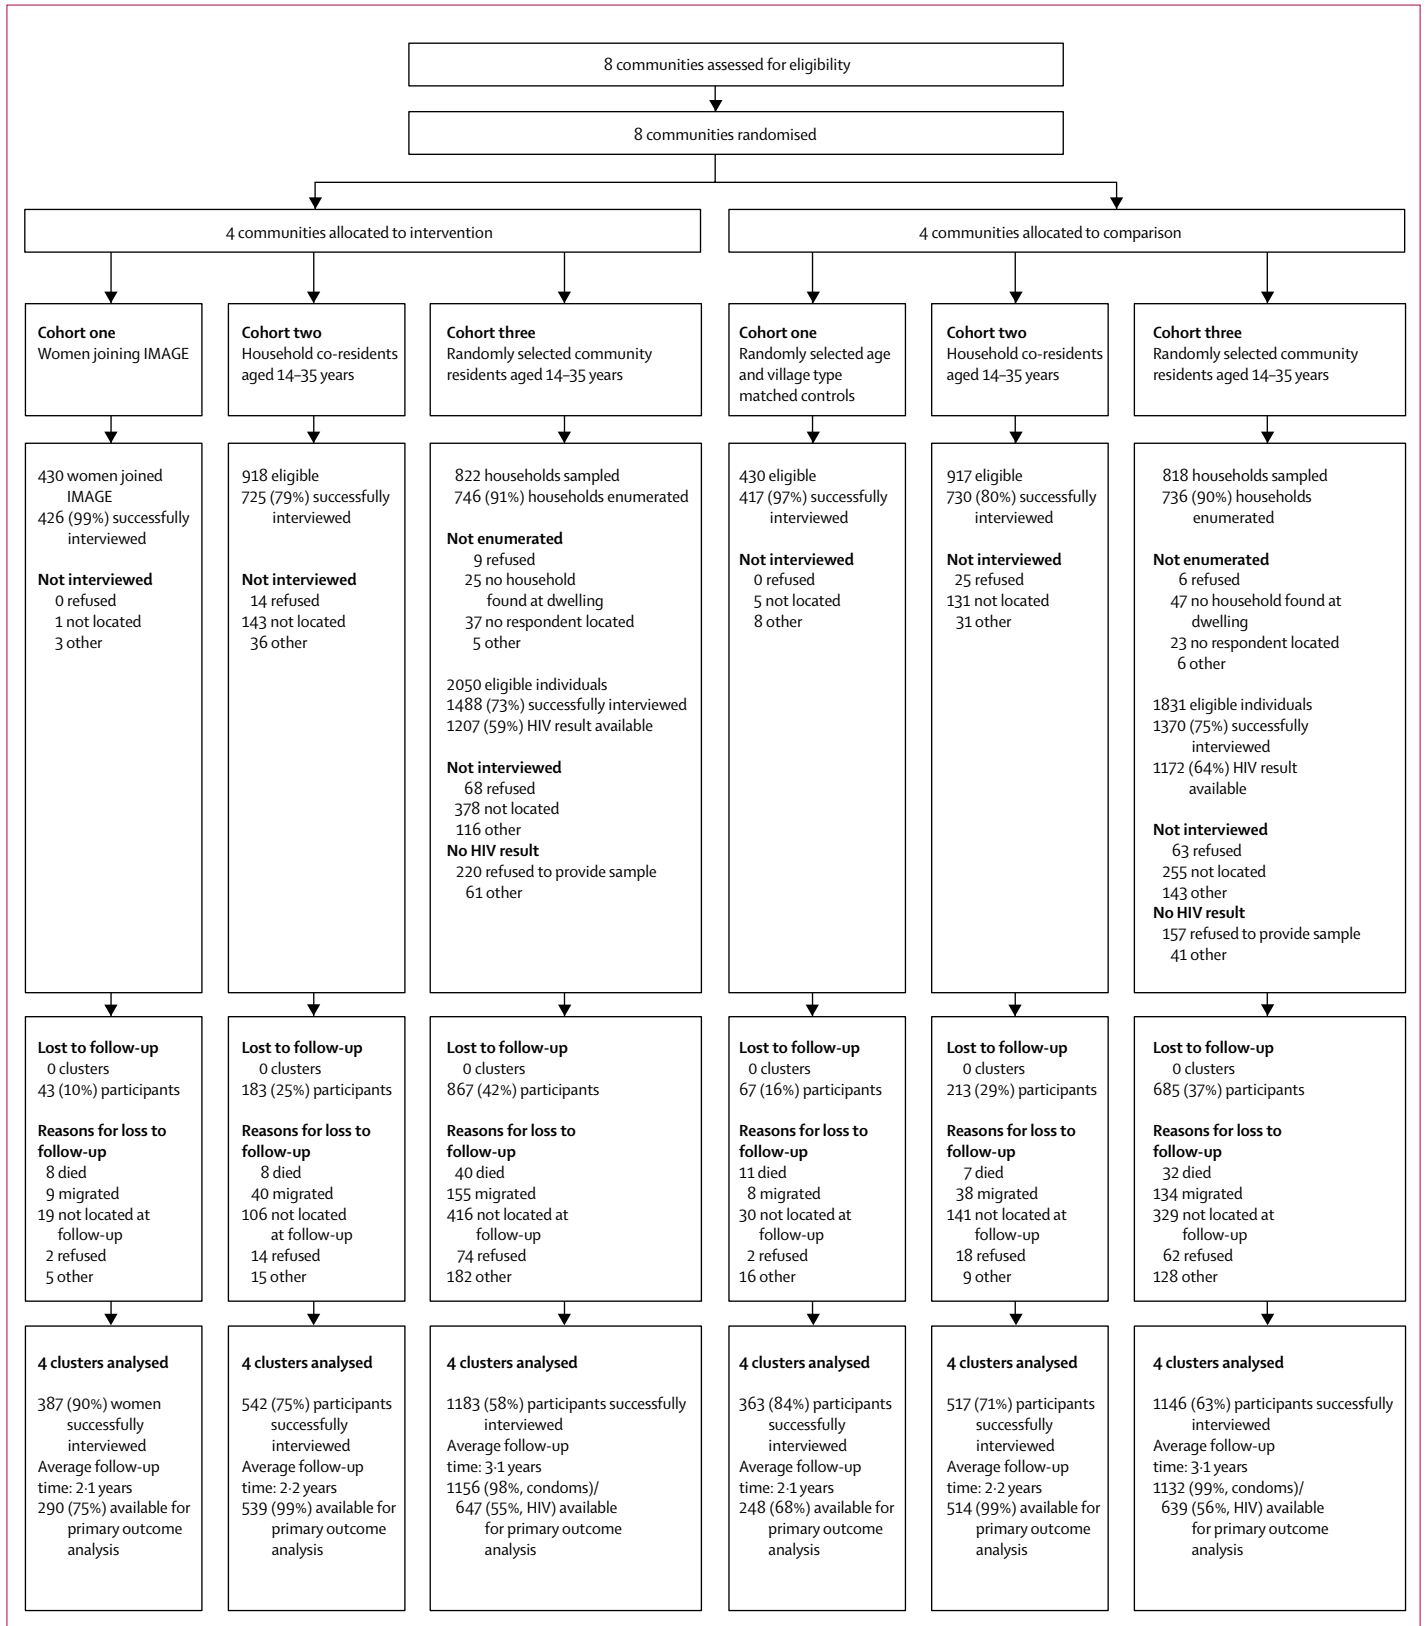 8 communities assessed for eligibility
8 communities randomised
4 communities allocated to intervention
4 communities allocated to comparison
Cohort one
Women joining IMAGE
Cohort two
Household co-residents
aged 14–35 years
Cohort three
Randomly selected community
residents aged 14–35 years
Cohort one
Randomly selected age
and village type
matched controls
Cohort two
Household co-residents
aged 14–35 years
Cohort three
Randomly selected community
residents aged 14–35 years
430 women joined
IMAGE
426 (99%) successfully
interviewed
Not interviewed
0 refused
1 not located
3 other
918 eligible
725 (79%) successfully
interviewed
Not interviewed
14 refused
143 not located
36 other
822 households sampled
746 (91%) households enumerated
Not enumerated
9 refused
25 no household
found at dwelling
37 no respondent located
5 other
2050 eligible individuals
1488 (73%) successfully interviewed
1207 (59%) HIV result available
Not interviewed
68 refused
378 not located
116 other
No HIV result
220 refused to provide sample
61 other
430 eligible
417 (97%) successfully
interviewed
Not interviewed
0 refused
5 not located
8 other
917 eligible
730 (80%) successfully
interviewed
Not interviewed
25 refused
131 not located
31 other
818 households sampled
736 (90%) households
enumerated
Not enumerated
6 refused
47 no household found at
dwelling
23 no respondent located
6 other
1831 eligible individuals
1370 (75%) successfully
interviewed
1172 (64%) HIV result
available
Not interviewed
63 refused
255 not located
143 other
No HIV result
157 refused to provide sample
41 other
Lost to follow-up
0 clusters
43 (10%) participants
Reasons for loss to
follow-up
8 died
9 migrated
19 not located at
follow-up
2 refused
5 other
Lost to follow-up
0 clusters
183 (25%) participants
Reasons for loss to
follow-up
8 died
40 migrated
106 not located
at follow-up
14 refused
15 other
Lost to follow-up
0 clusters
867 (42%) participants
Reasons for loss to
follow-up
40 died
155 migrated
416 not located at
follow-up
74 refused
182 other
Lost to follow-up
0 clusters
67 (16%) participants
Reasons for loss to
follow-up
11 died
8 migrated
30 not located at
follow-up
2 refused
16 other
Lost to follow-up
0 clusters
213 (29%) participants
Reasons for loss to
follow-up
7 died
38 migrated
141 not located at
follow-up
18 refused
9 other
Lost to follow-up
0 clusters
685 (37%) participants
Reasons for loss to
follow-up
32 died
134 migrated
329 not located at
follow-up
62 refused
128 other
4 clusters analysed
387 (90%) women
successfully
interviewed
Average follow-up
time: 2·1 years
290 (75%) available for
primary outcome
analysis
4 clusters analysed
542 (75%) participants
successfully
interviewed
Average follow-up
time: 2·2 years
539 (99%) available for
primary outcome
analysis
4 clusters analysed
1183 (58%) participants successfully
interviewed
Average follow-up
time: 3·1 years
1156 (98%, condoms)/
647 (55%, HIV) available
for primary outcome
analysis
4 clusters analysed
363 (84%) participants
successfully
interviewed
Average follow-up
time: 2·1 years
248 (68%) available for
primary outcome
analysis
4 clusters analysed
517 (71%) participants
successfully
interviewed
Average follow-up
time: 2·2 years
514 (99%) available for
primary outcome
analysis
4 clusters analysed
1146 (63%) participants successfully
interviewed
Average follow-up
time: 3·1 years
1132 (99%, condoms)/
639 (56%, HIV) available
for primary outcome
analysis